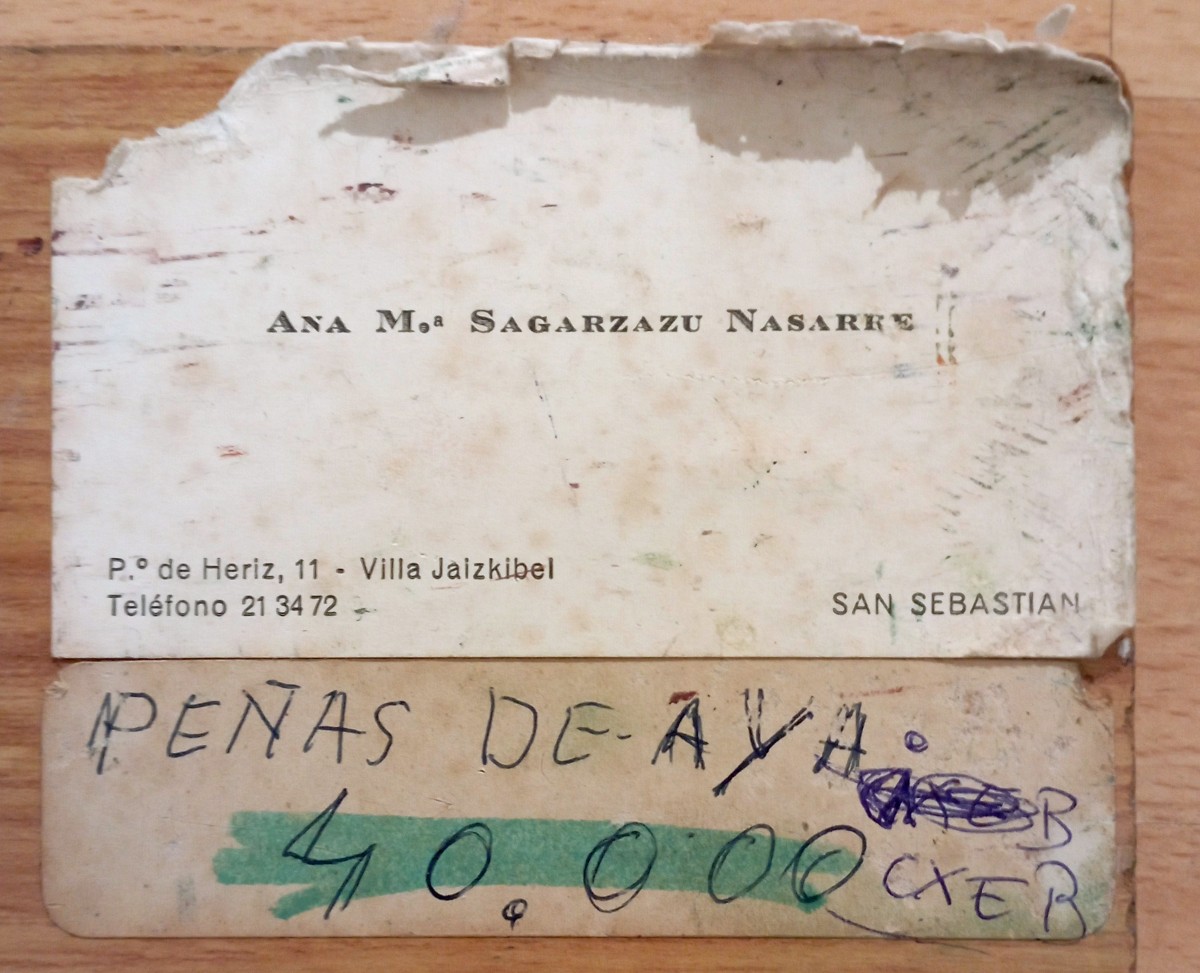 Ana M.ª Sagarzazu Nasarre
P.º de Heriz, 11 - Villa Jaizkibel
Teléfono 21 34 72
SAN SEBASTIAN
PEÑAS DE-AYA.
B
40.000 CXEB